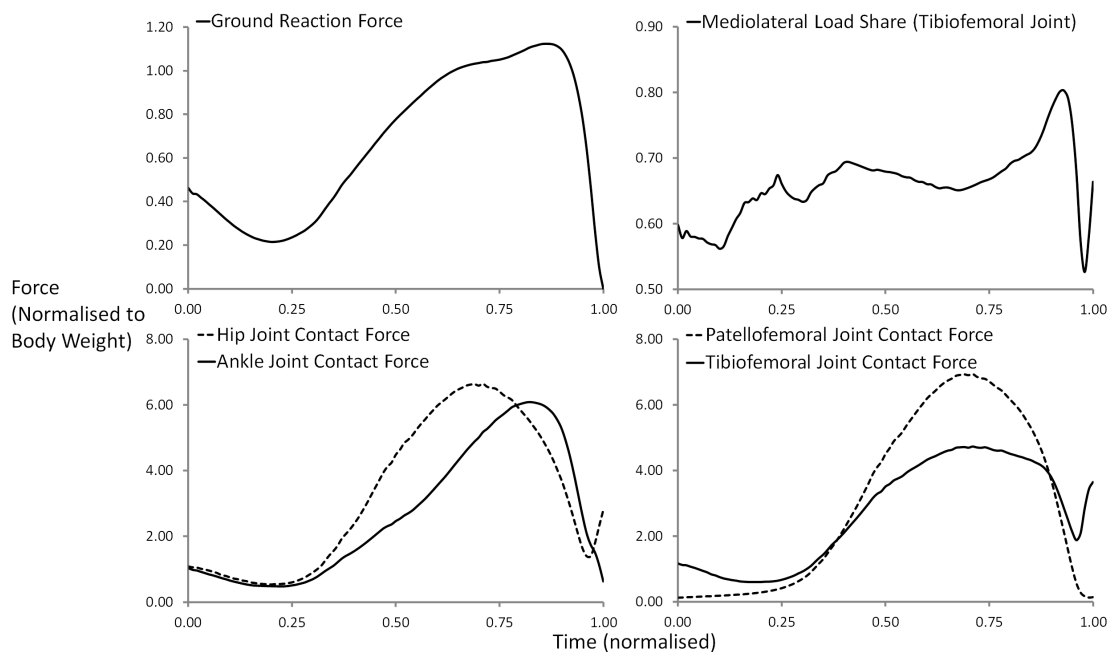 Ground Reaction Force
1.20
1.00
0.80
0.60
0.40
0.20
0.00
0.00 0.25 0.50 0.75 1.00
Mediolateral Load Share (Tibiofemoral Joint)
0.90
0.80
0.70
0.60
0.50
0.00 0.25 0.50 0.75 1.00
Force
(Normalised to
Body Weight)
Hip Joint Contact Force
Ankle Joint Contact Force
8.00
6.00
4.00
2.00
0.00
0.00 0.25 0.50 0.75 1.00
Patellofemoral Joint Contact Force
Tibiofemoral Joint Contact Force
8.00
6.00
4.00
2.00
0.00
0.00 0.25 0.50 0.75 1.00
Time (normalised)